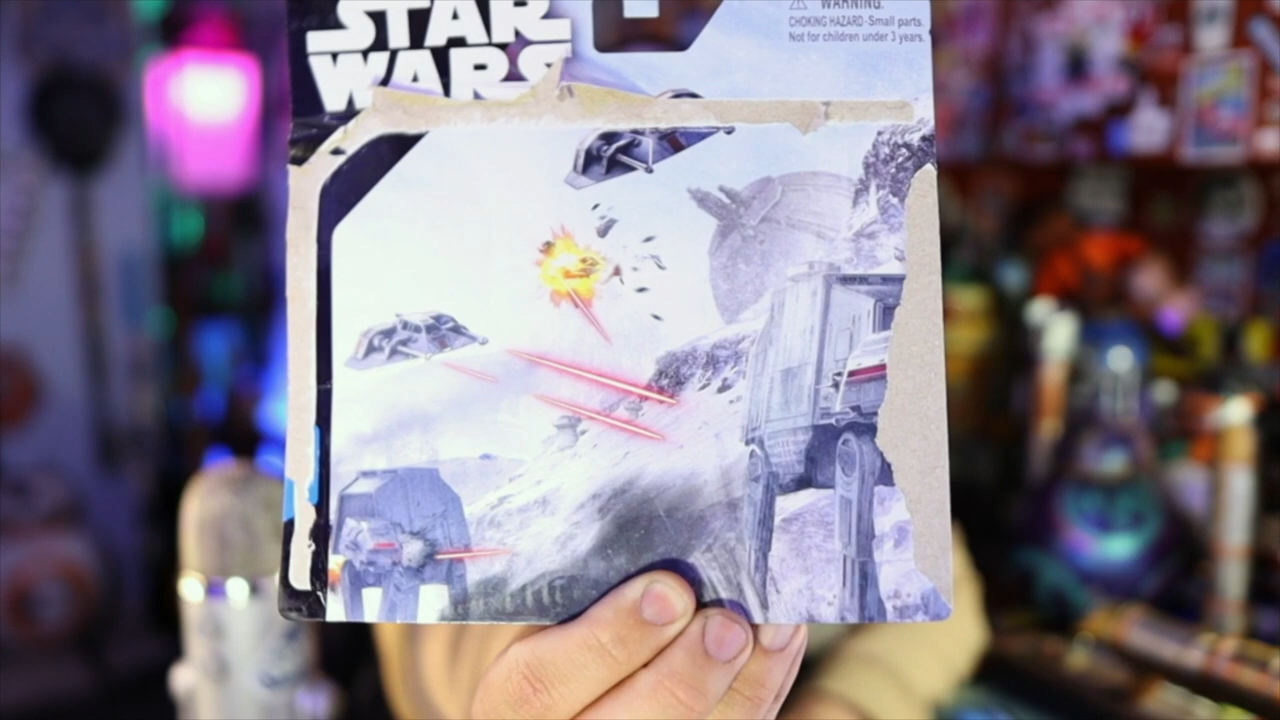 STAR
WARS
WARNING:
CHOKING HAZARD-Small parts.
Not for children under 3 years.